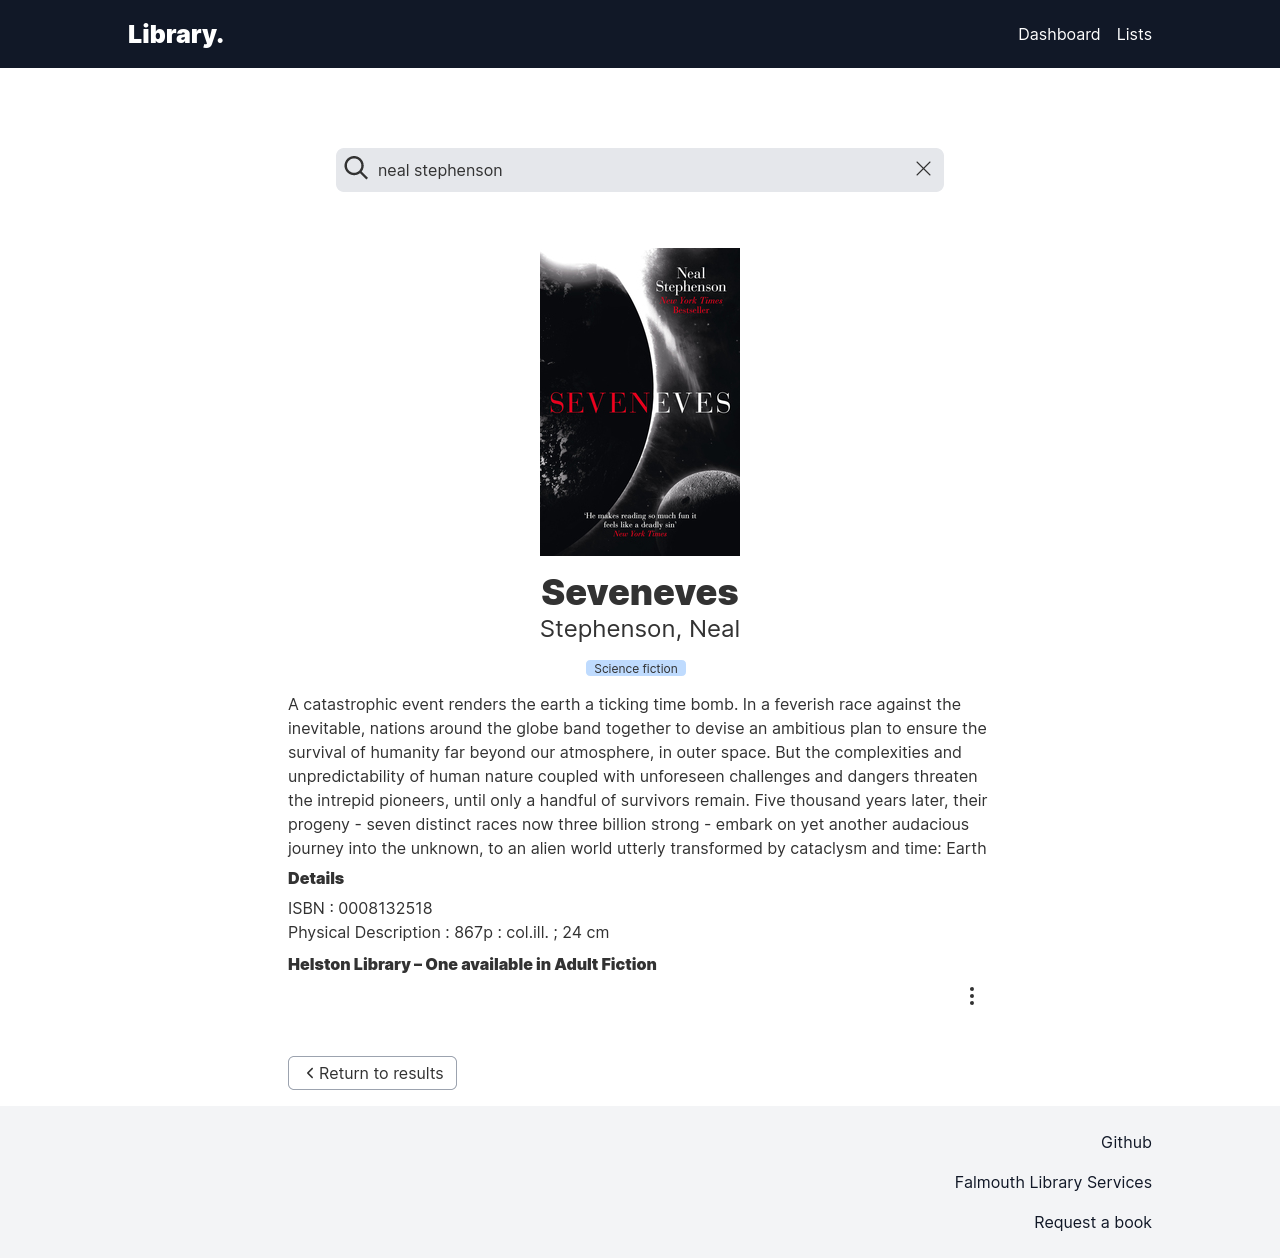 Library.
Dashboard Lists
neal stephenson
Neal
Stephenson
New York Times
Bestseller
SEVENEVES
'He makes reading so much fun it
feels like a deadly sin'
New York Times
Seveneves
Stephenson, Neal
Science fiction
A catastrophic event renders the earth a ticking time bomb. In a feverish race against the
inevitable, nations around the globe band together to devise an ambitious plan to ensure the
survival of humanity far beyond our atmosphere, in outer space. But the complexities and
unpredictability of human nature coupled with unforeseen challenges and dangers threaten
the intrepid pioneers, until only a handful of survivors remain. Five thousand years later, their
progeny - seven distinct races now three billion strong - embark on yet another audacious
journey into the unknown, to an alien world utterly transformed by cataclysm and time: Earth
Details
ISBN : 0008132518
Physical Description : 867p : col.ill. ; 24 cm
Helston Library – One available in Adult Fiction
Return to results
Github
Falmouth Library Services
Request a book